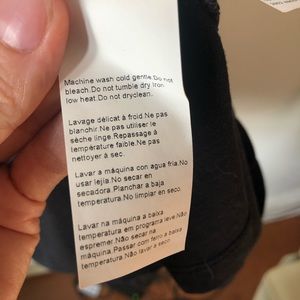 Machine wash cold gentle.Do not
bleach.Do not tumble dry.Iron
low heat.Do not dryclean.
Lavage délicat à froid.Ne pas
blanchir.Ne pas utiliser le
sèche linge.Repassage à
température faible.Ne pas
nettoyer à sec.
Lavar a máquina con agua fria.No
usar lejia.No secar en
secadora.Planchar a baja
temperatura.No limpiar en seco.
Lavar na máquina a baixa
temperatura em programa leve.Não
espremer.Não secar na
máquina.Passar com ferro a baixa
temperatura.Não lavar a seco